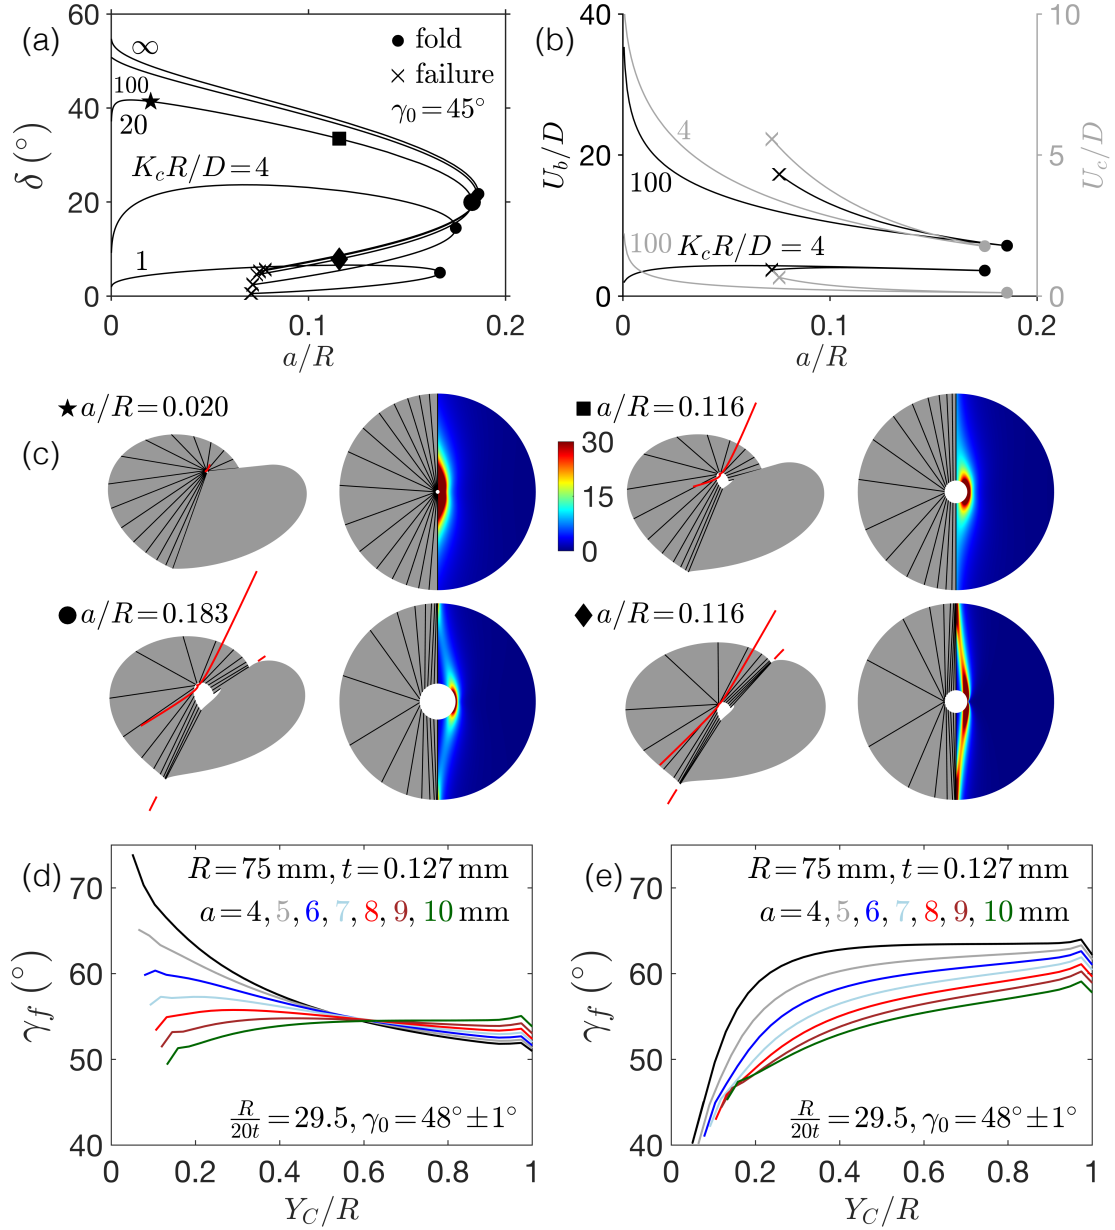 (a)
60
40
20
0
δ (°)
∞
100
20
K_c R/D = 4
1
● fold
× failure
γ_0 = 45°
0 0.1 0.2
a/R
(b)
40
20
0
U_b/D
10
5
0
U_c/D
4
100
100 K_c R/D = 4
0 0.1 0.2
a/R
(c)
★ a/R = 0.020
■ a/R = 0.116
30
15
0
● a/R = 0.183
◆ a/R = 0.116
(d)
70
60
50
40
γ_f (°)
R = 75 mm, t = 0.127 mm
a = 4, 5, 6, 7, 8, 9, 10 mm
R/20t = 29.5, γ_0 = 48° ± 1°
0 0.2 0.4 0.6 0.8 1
Y_C/R
(e)
70
60
50
40
γ_f (°)
R = 75 mm, t = 0.127 mm
a = 4, 5, 6, 7, 8, 9, 10 mm
R/20t = 29.5, γ_0 = 48° ± 1°
0 0.2 0.4 0.6 0.8 1
Y_C/R